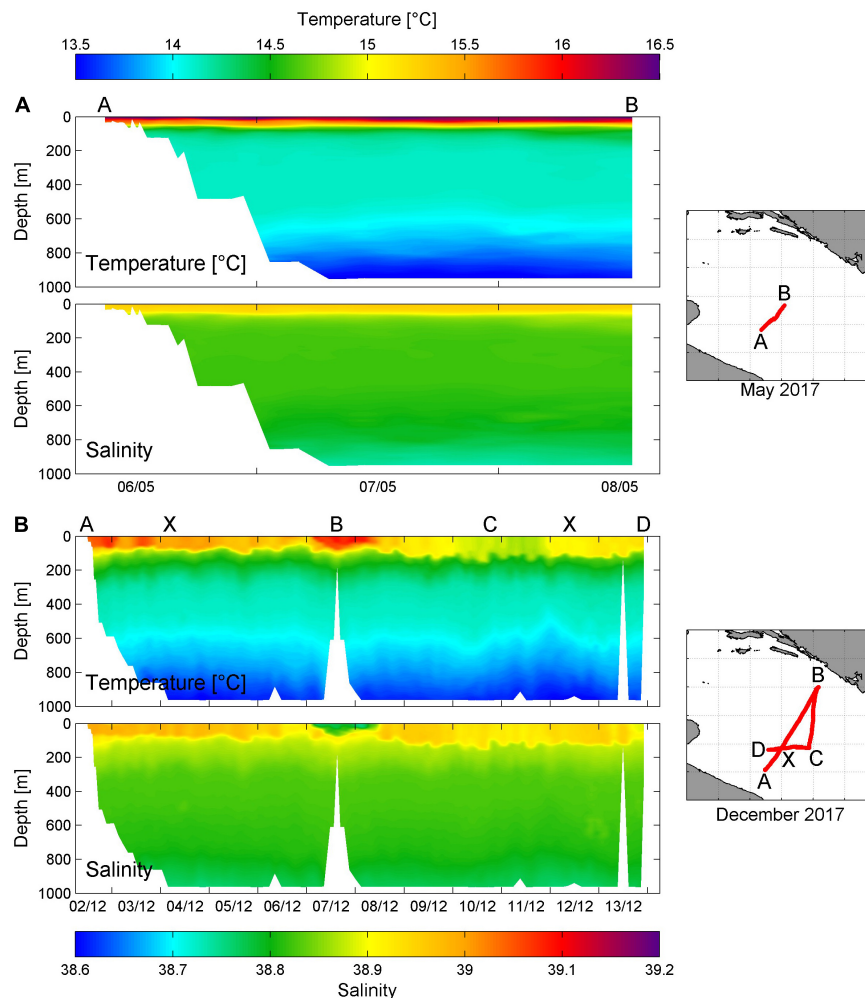 Temperature [°C]
13.5 14 14.5 15 15.5 16 16.5
A A B
0
200
400
600
800
1000
Depth [m]
Temperature [°C]
0
200
400
600
800
1000
Depth [m]
Salinity
06/05 07/05 08/05
B
A
May 2017
B A X B C X D
0
200
400
600
800
1000
Depth [m]
Temperature [°C]
0
200
400
600
800
1000
Depth [m]
Salinity
02/12 03/12 04/12 05/12 06/12 07/12 08/12 09/12 10/12 11/12 12/12 13/12
B
D X C
A
December 2017
38.6 38.7 38.8 38.9 39 39.1 39.2
Salinity